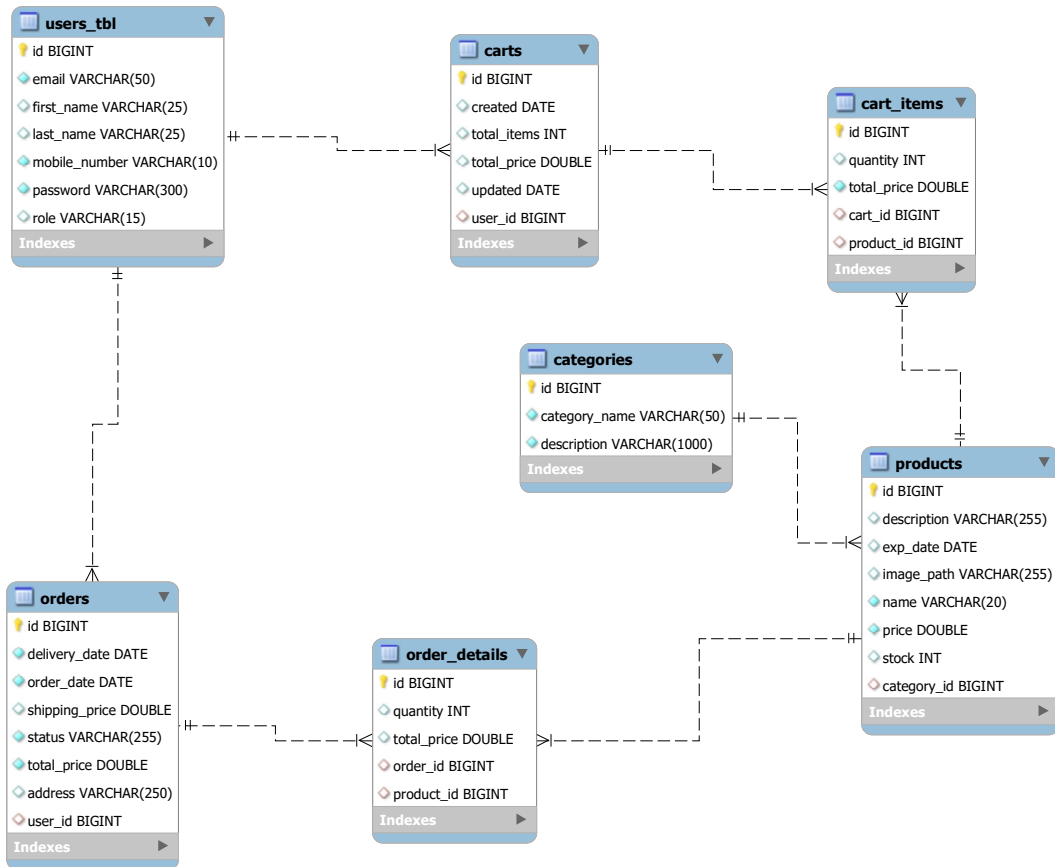 users_tbl
id BIGINT
email VARCHAR(50)
first_name VARCHAR(25)
last_name VARCHAR(25)
mobile_number VARCHAR(10)
password VARCHAR(300)
role VARCHAR(15)
Indexes
carts
id BIGINT
created DATE
total_items INT
total_price DOUBLE
updated DATE
user_id BIGINT
Indexes
cart_items
id BIGINT
quantity INT
total_price DOUBLE
cart_id BIGINT
product_id BIGINT
Indexes
categories
id BIGINT
category_name VARCHAR(50)
description VARCHAR(1000)
Indexes
products
id BIGINT
description VARCHAR(255)
exp_date DATE
image_path VARCHAR(255)
name VARCHAR(20)
price DOUBLE
stock INT
category_id BIGINT
Indexes
orders
id BIGINT
delivery_date DATE
order_date DATE
shipping_price DOUBLE
status VARCHAR(255)
total_price DOUBLE
address VARCHAR(250)
user_id BIGINT
Indexes
order_details
id BIGINT
quantity INT
total_price DOUBLE
order_id BIGINT
product_id BIGINT
Indexes